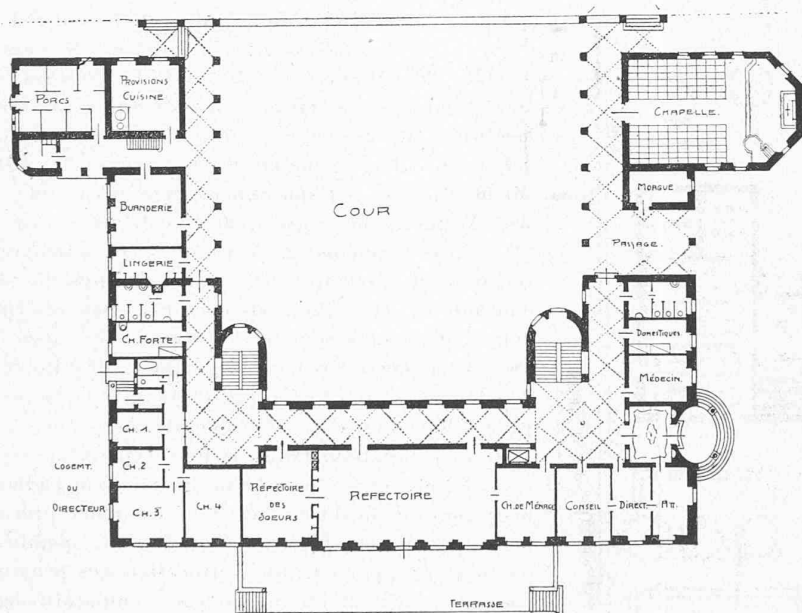 PORCS
PROVISIONS
CUISINE
CHAPELLE.
MORGUE
COUR
PASSAGE.
BUANDERIE
LINGERIE
CH. FORTE
DOMESTIQUES.
MÉDECIN.
CH. 1.
CH. 2
CH. 3
CH. 4
LOGEMT.
DU
DIRECTEUR
RÉFECTOIRE
DES
SOEURS
REFECTOIRE
CH. DE MÉNAGE
CONSEIL
DIRECT.
ATT.
TERRASSE